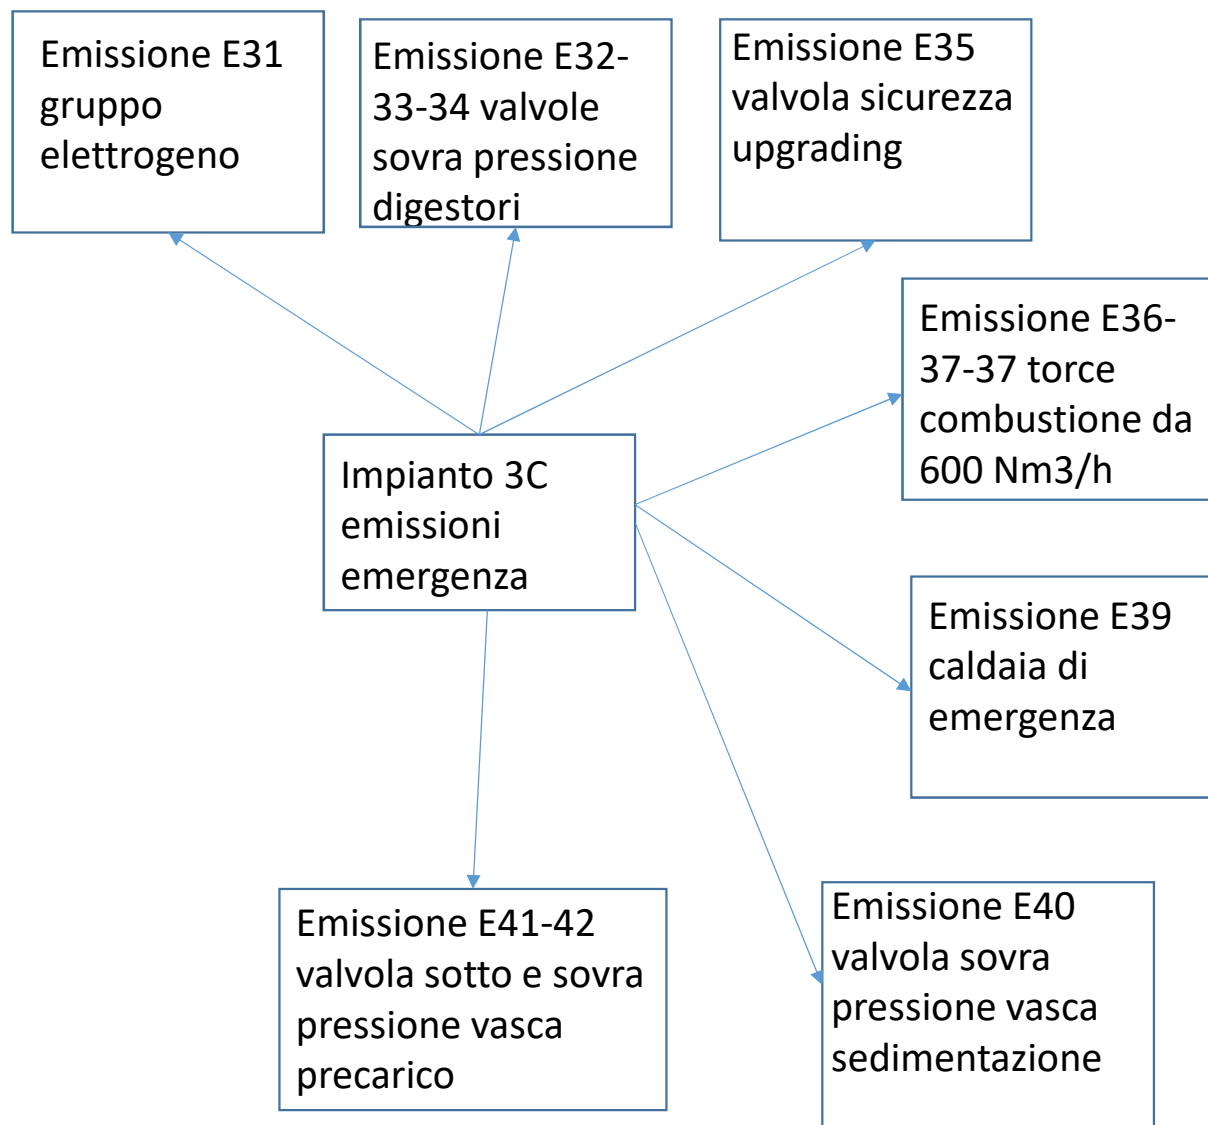 Emissione E31
gruppo
elettrogeno
Emissione E32-
33-34 valvole
sovra pressione
digestori
Emissione E35
valvola sicurezza
upgrading
Emissione E36-
37-37 torce
combustione da
600 Nm3/h
Impianto 3C
emissioni
emergenza
Emissione E39
caldaia di
emergenza
Emissione E41-42
valvola sotto e sovra
pressione vasca
precarico
Emissione E40
valvola sovra
pressione vasca
sedimentazione